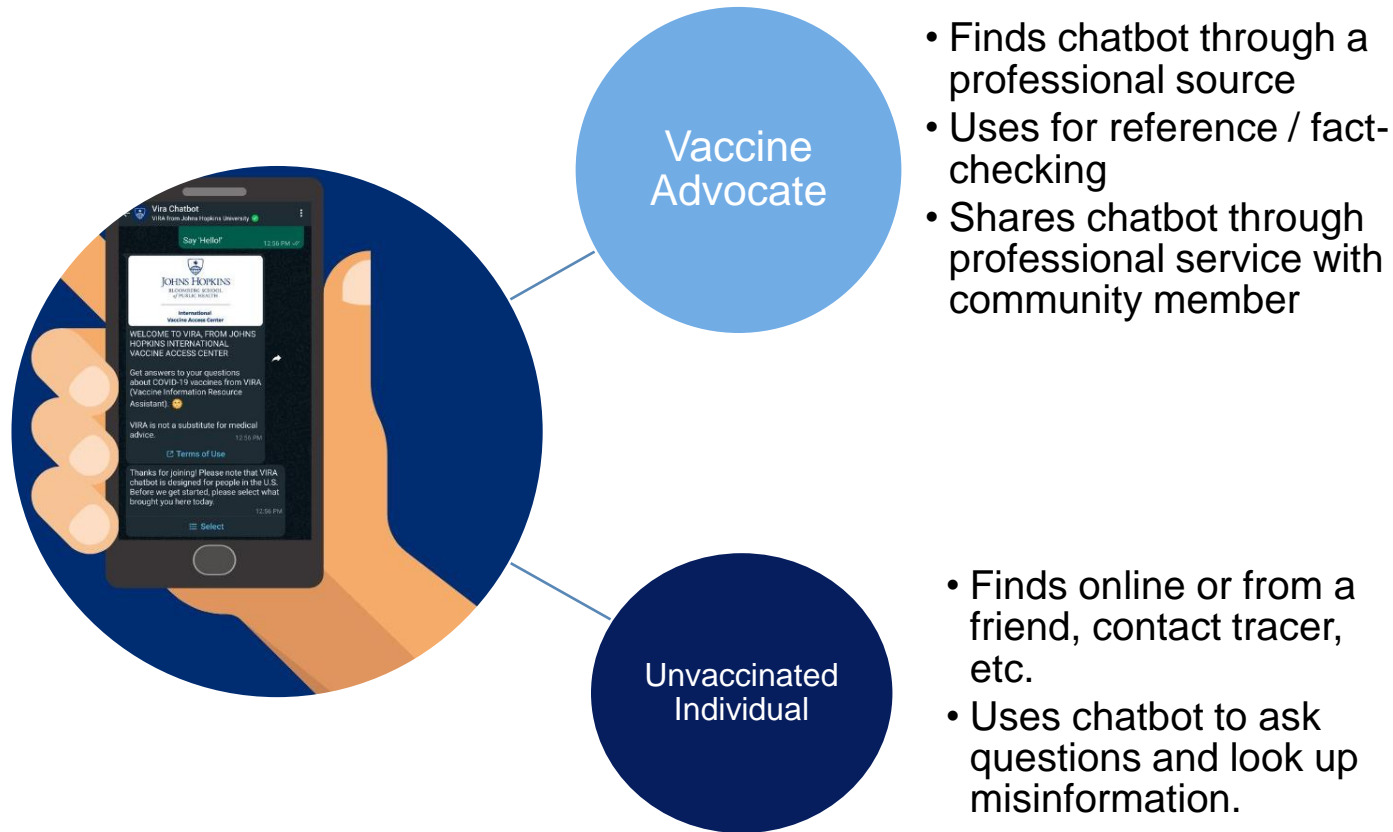 Vira Chatbot
VIRA from Johns Hopkins University
Say 'Hello!'
12:56 PM
JOHNS HOPKINS
BLOOMBERG SCHOOL
of PUBLIC HEALTH
International
Vaccine Access Center
WELCOME TO VIRA, FROM JOHNS
HOPKINS INTERNATIONAL
VACCINE ACCESS CENTER
Get answers to your questions
about COVID-19 vaccines from VIRA
(Vaccine Information Resource
Assistant).
VIRA is not a substitute for medical
advice.
12:56 PM
Terms of Use
Thanks for joining! Please note that VIRA
chatbot is designed for people in the U.S.
Before we get started, please select what
brought you here today.
12:56 PM
Select
Vaccine
Advocate
• Finds chatbot through a
professional source
• Uses for reference / fact-
checking
• Shares chatbot through
professional service with
community member
Unvaccinated
Individual
• Finds online or from a
friend, contact tracer,
etc.
• Uses chatbot to ask
questions and look up
misinformation.